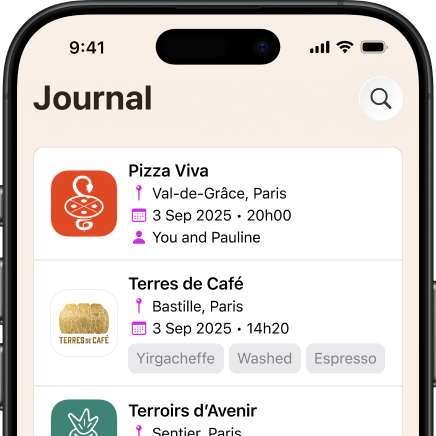 9:41
Journal
Pizza Viva
Val-de-Grâce, Paris
3 Sep 2025 • 20h00
You and Pauline
TERRES DE CAFÉ
Terres de Café
Bastille, Paris
3 Sep 2025 • 14h20
Yirgacheffe Washed Espresso
Terroirs d’Avenir
Sentier, Paris